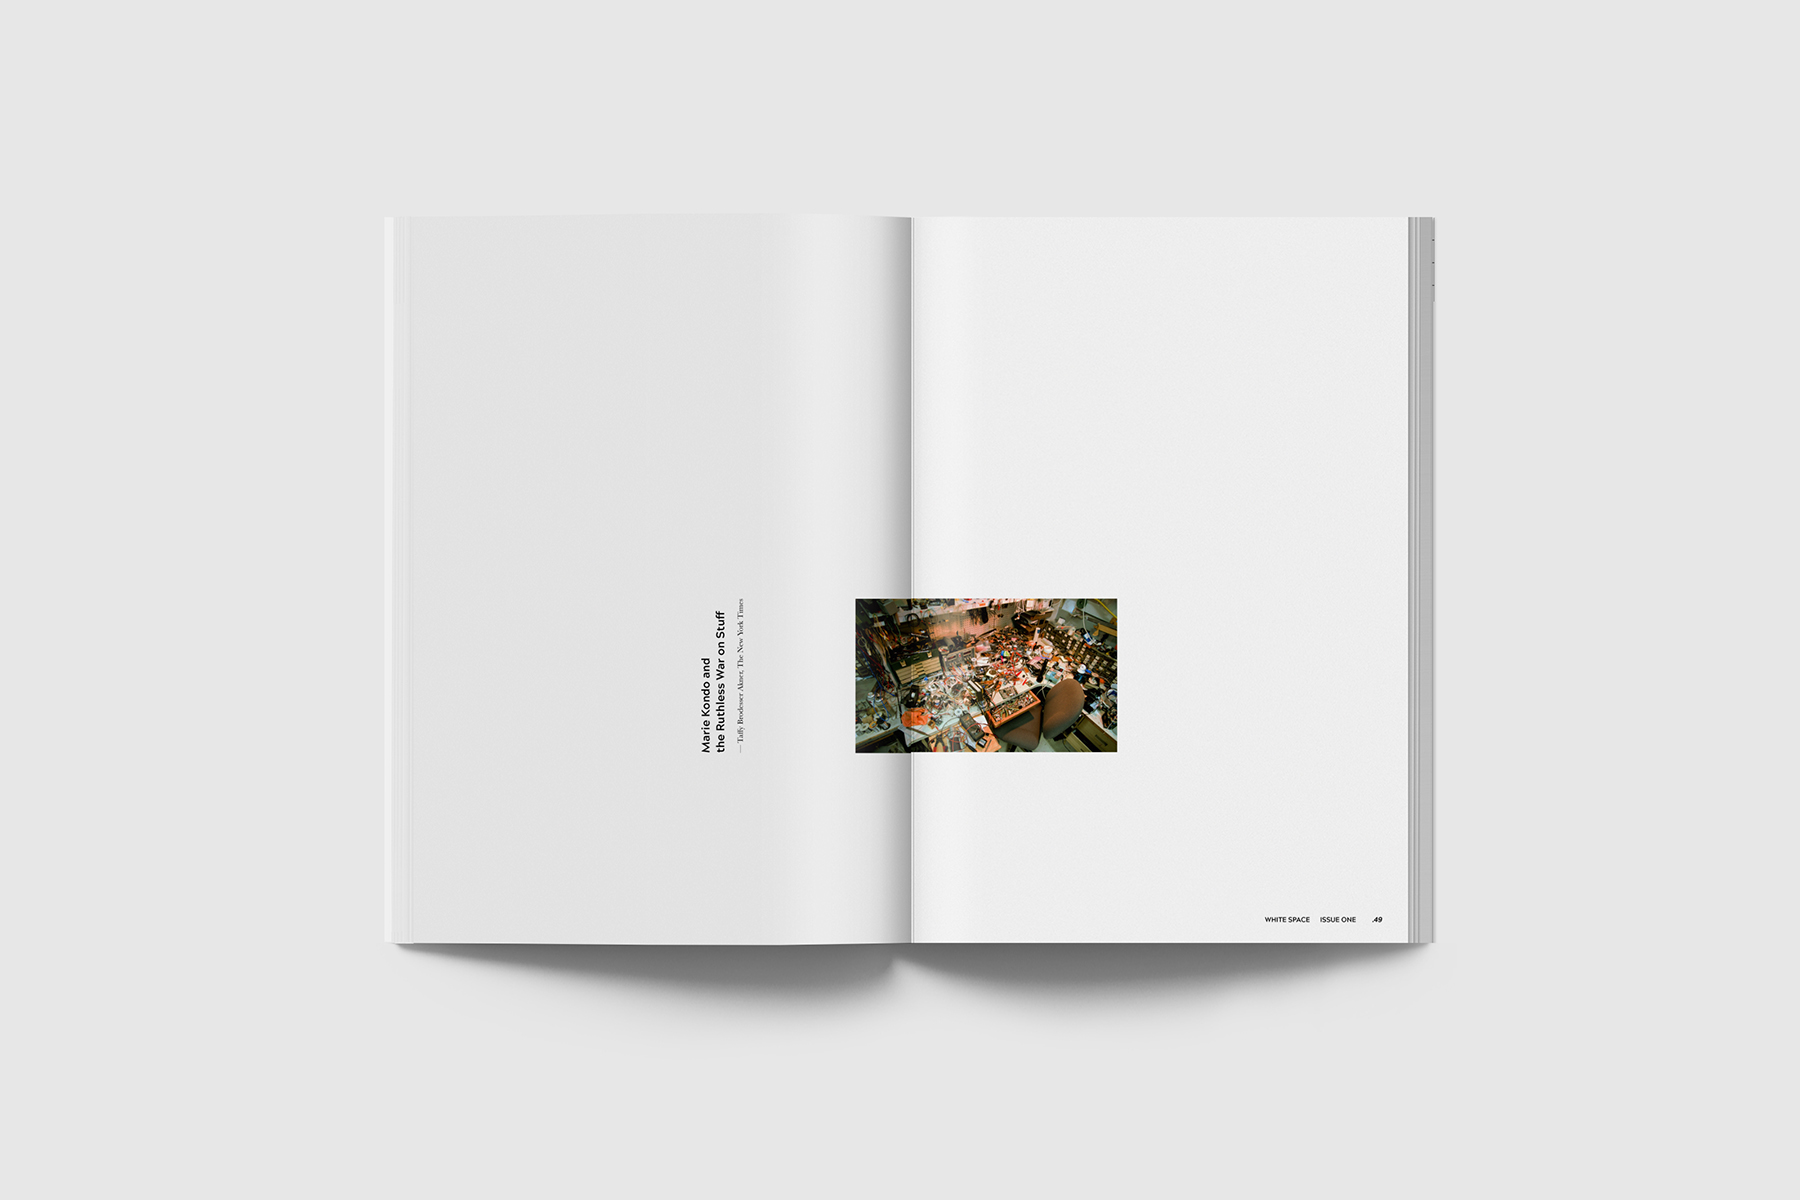 Marie Kondo and
the Ruthless War on Stuff
— Taffy Brodesser Akner, The New York Times
WHITE SPACE ISSUE ONE .49